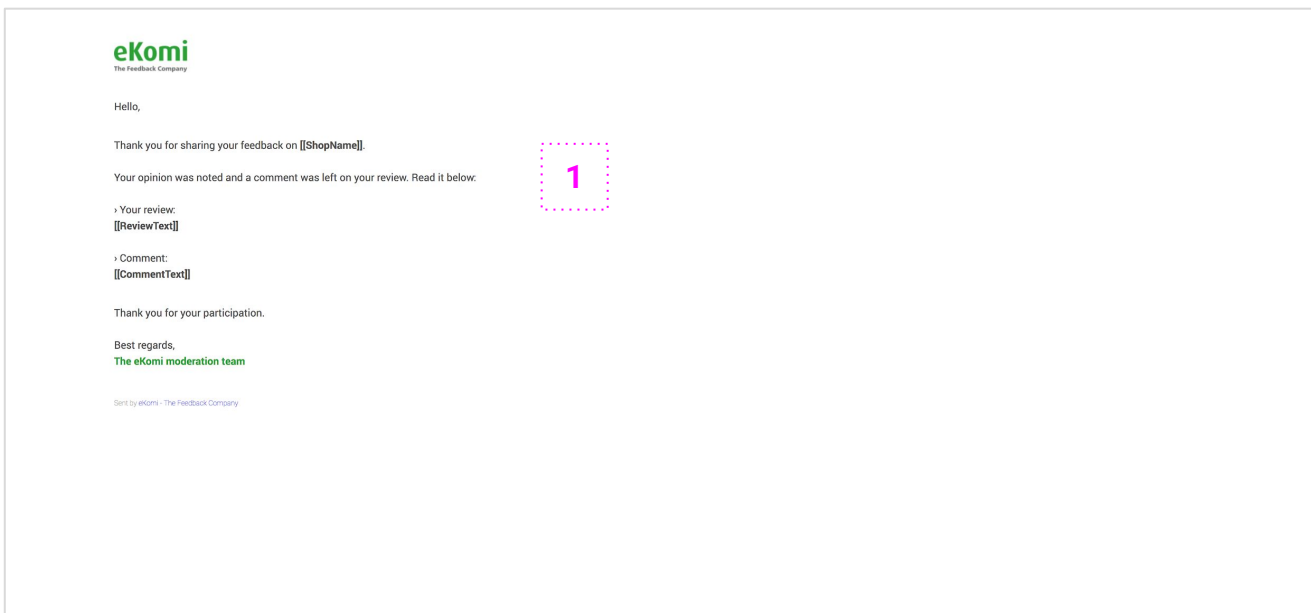 eKomi
The Feedback Company
Hello,
Thank you for sharing your feedback on [[ShopName]].
Your opinion was noted and a comment was left on your review. Read it below:
1
› Your review:
[[ReviewText]]
› Comment:
[[CommentText]]
Thank you for your participation.
Best regards,
The eKomi moderation team
Sent by eKomi - The Feedback Company